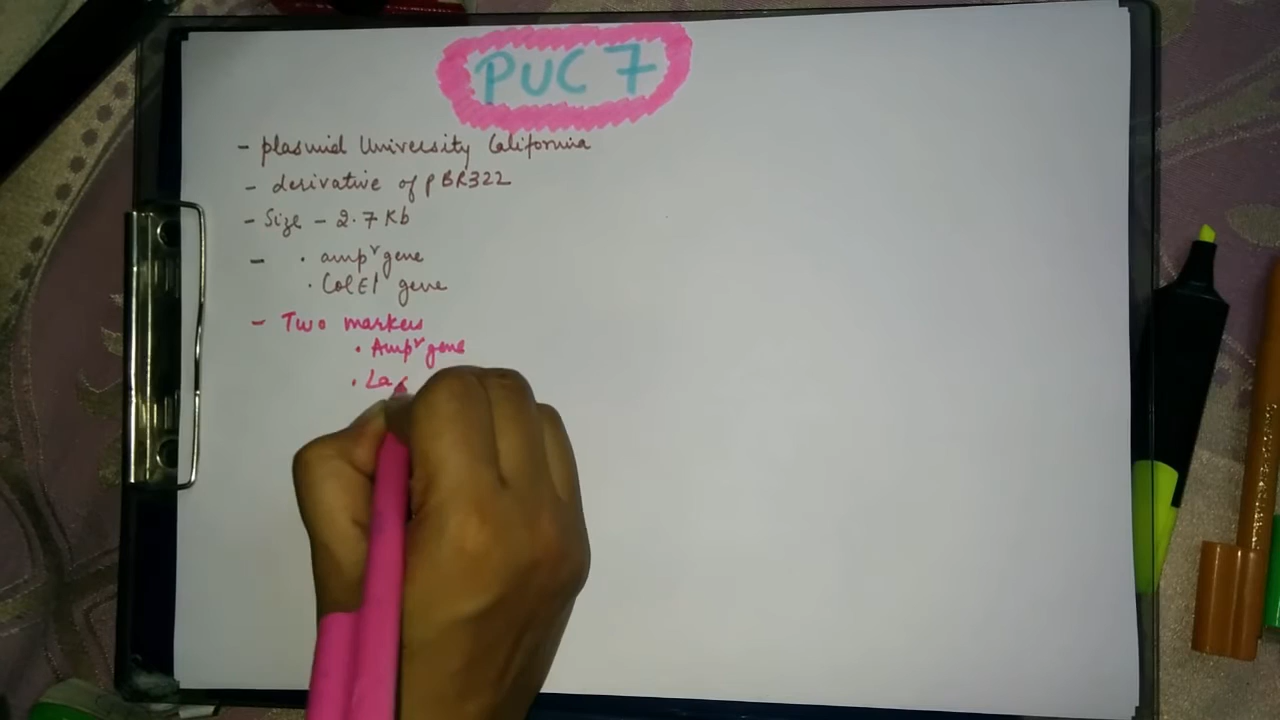 PUC 7
- plasmid University California
- derivative of pBR322
- Size - 2.7 Kb
- • ampʳ gene
• ColE1 gene
- Two markers
• Ampʳ gene
• Lac